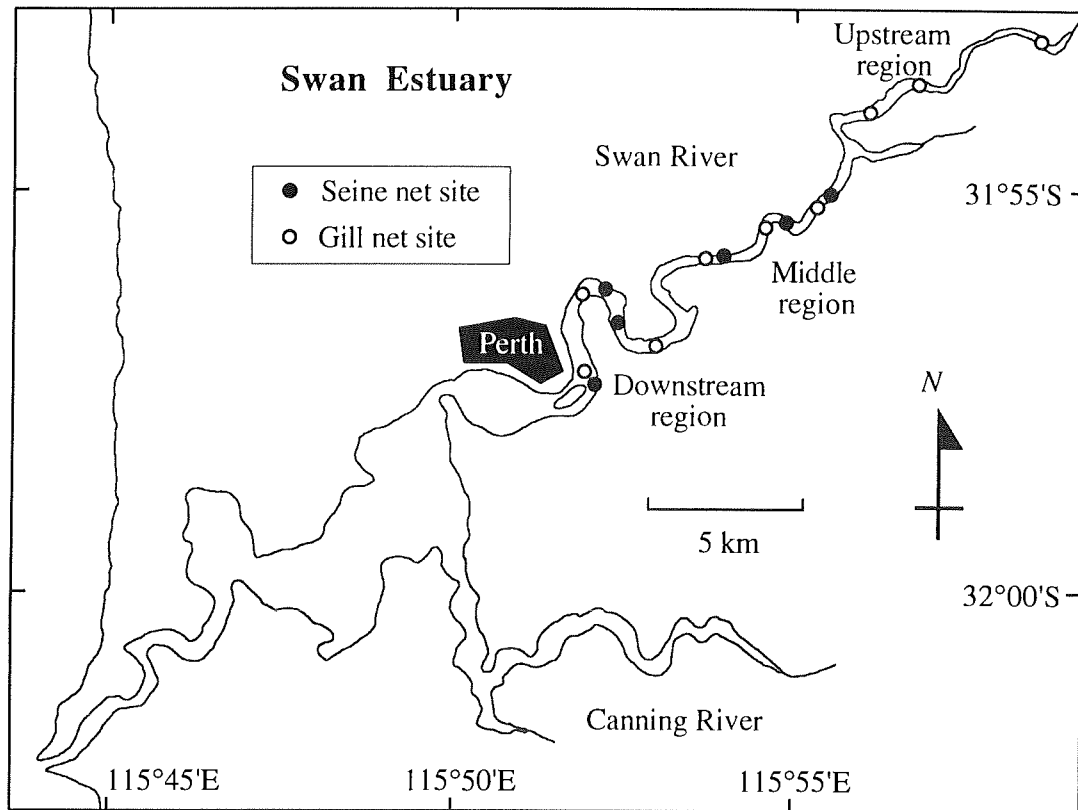 Upstream
region
Swan Estuary
Swan River
Seine net site
Gill net site
31°55'S
Middle
region
Perth
Downstream
region
N
5 km
32°00'S
Canning River
115°45'E
115°50'E
115°55'E